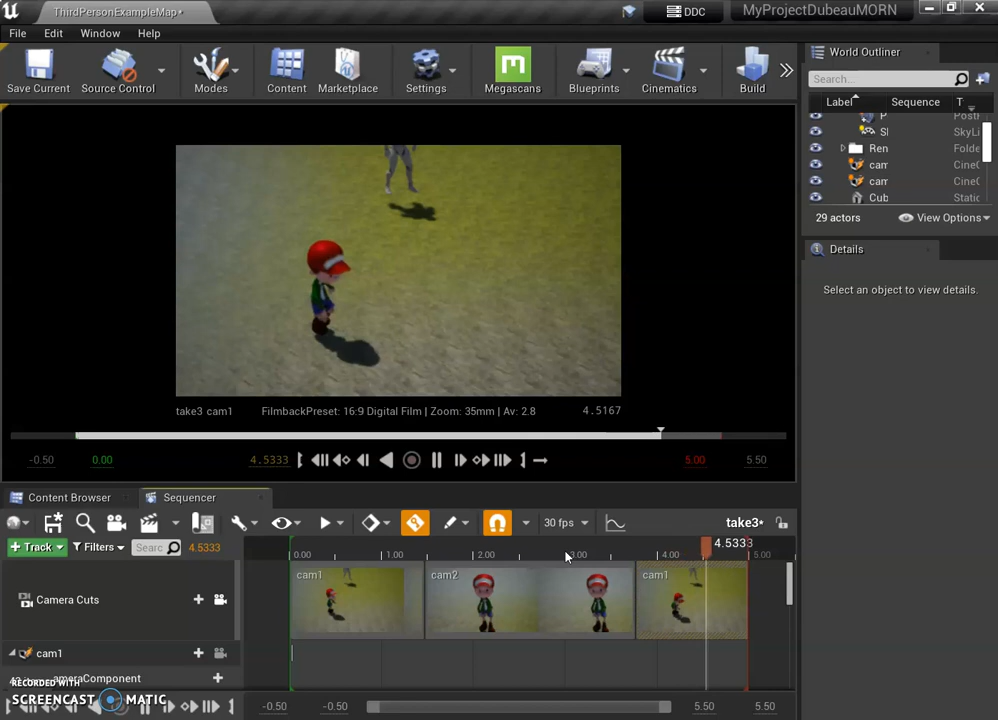 ThirdPersonExampleMap•
DDC
MyProjectDubeauMORN
File Edit Window Help
Save Current
Source Control
Modes
Content
Marketplace
Settings
Megascans
Blueprints
Cinematics
Build
World Outliner
Search...
Label Sequence T
P Posti
Sl SkyLi
Ren Folde
cam CineC
cam CineC
Cub Static
29 actors
View Options
Details
Select an object to view details.
take3 cam1 FilmbackPreset: 16:9 Digital Film | Zoom: 35mm | Av: 2.8 4.5167
-0.50 0.00 4.5333 5.00 5.50
Content Browser Sequencer
30 fps take3*
+ Track Filters Searc 4.5333
0.00 1.00 2.00 3.00 4.00 4.5333 5.00
Camera Cuts
cam1 cam2 cam1
cam1
ameraComponent
RECORDED WITH
SCREENCAST MATIC
-0.50 -0.50 5.50 5.50